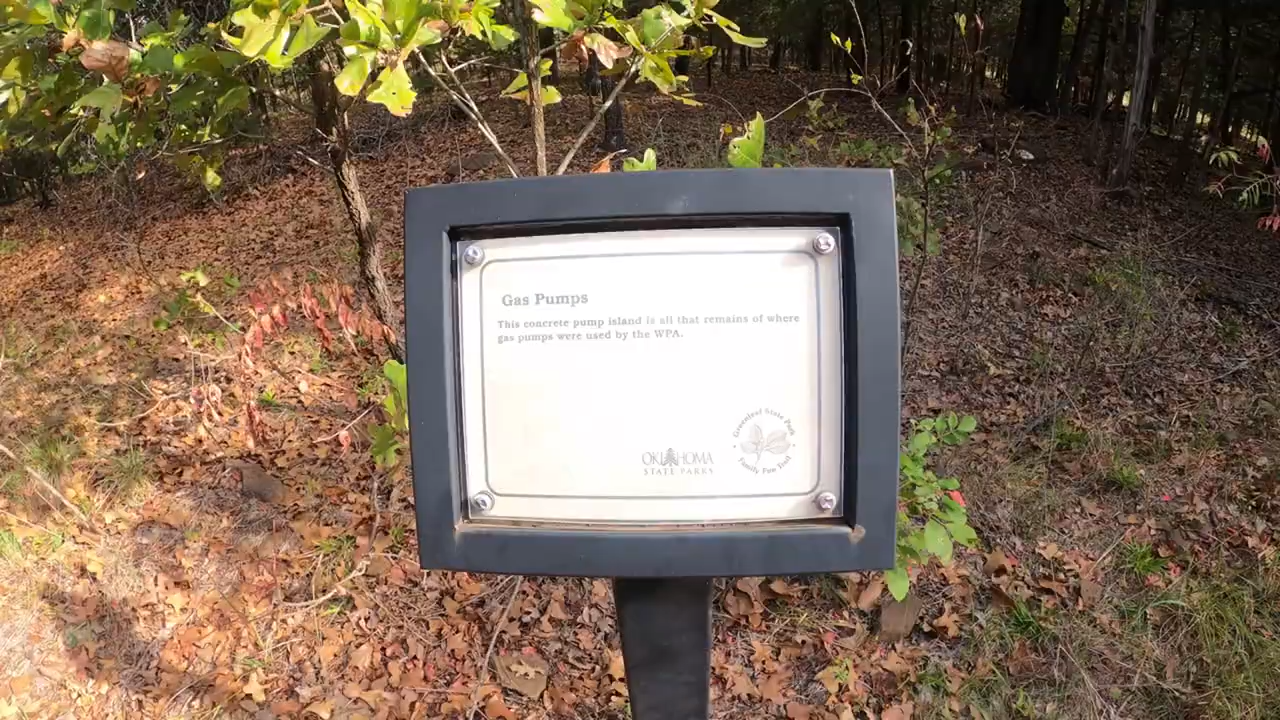 Gas Pumps
This concrete pump island is all that remains of where
gas pumps were used by the WPA.
Greenleaf State Park
Family Fun Trail
OKLAHOMA
STATE PARKS